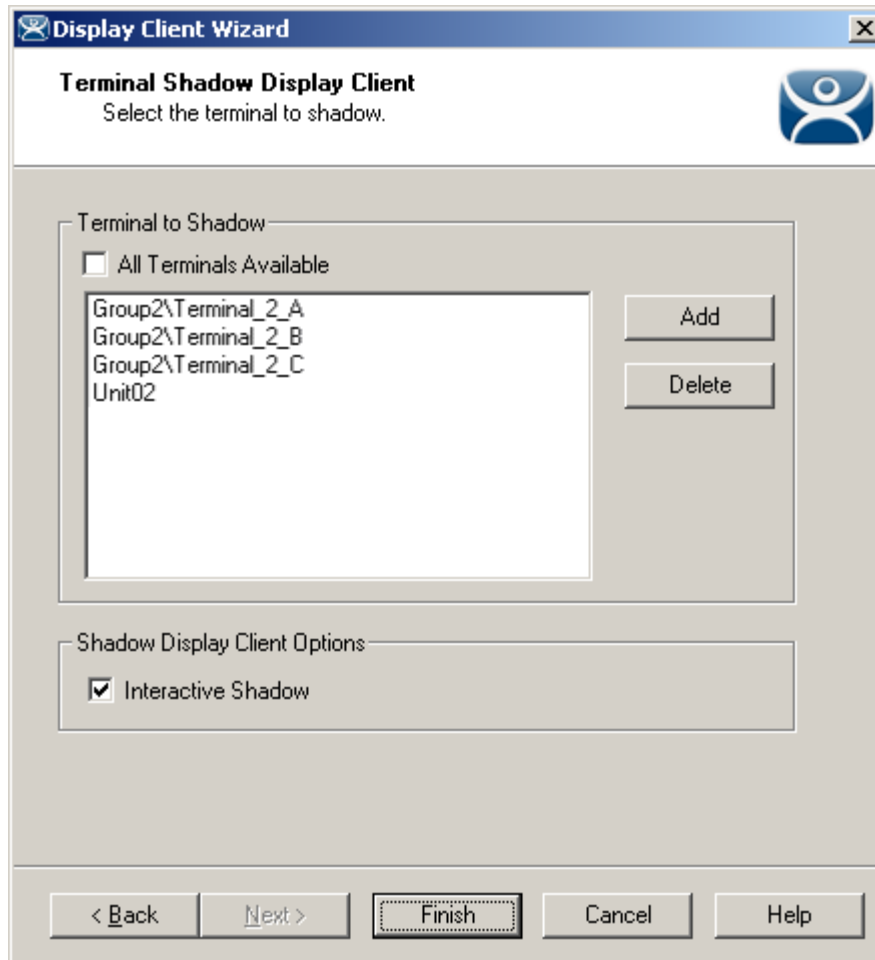 Display Client Wizard
Terminal Shadow Display Client
Select the terminal to shadow.
Terminal to Shadow
All Terminals Available
Group2\Terminal_2_A
Group2\Terminal_2_B
Group2\Terminal_2_C
Unit02
Add
Delete
Shadow Display Client Options
Interactive Shadow
< Back
Next >
Finish
Cancel
Help